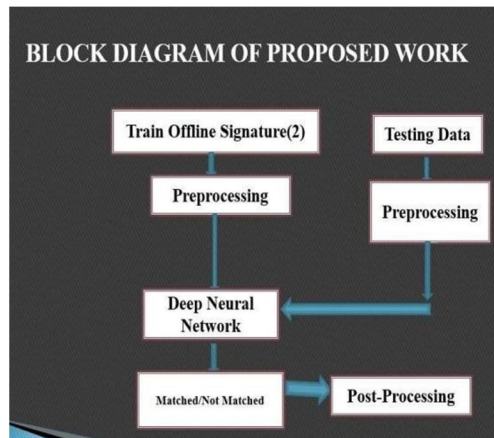 BLOCK DIAGRAM OF PROPOSED WORK
Train Offline Signature(2)
Testing Data
Preprocessing
Preprocessing
Deep Neural
Network
Matched/Not Matched
Post-Processing